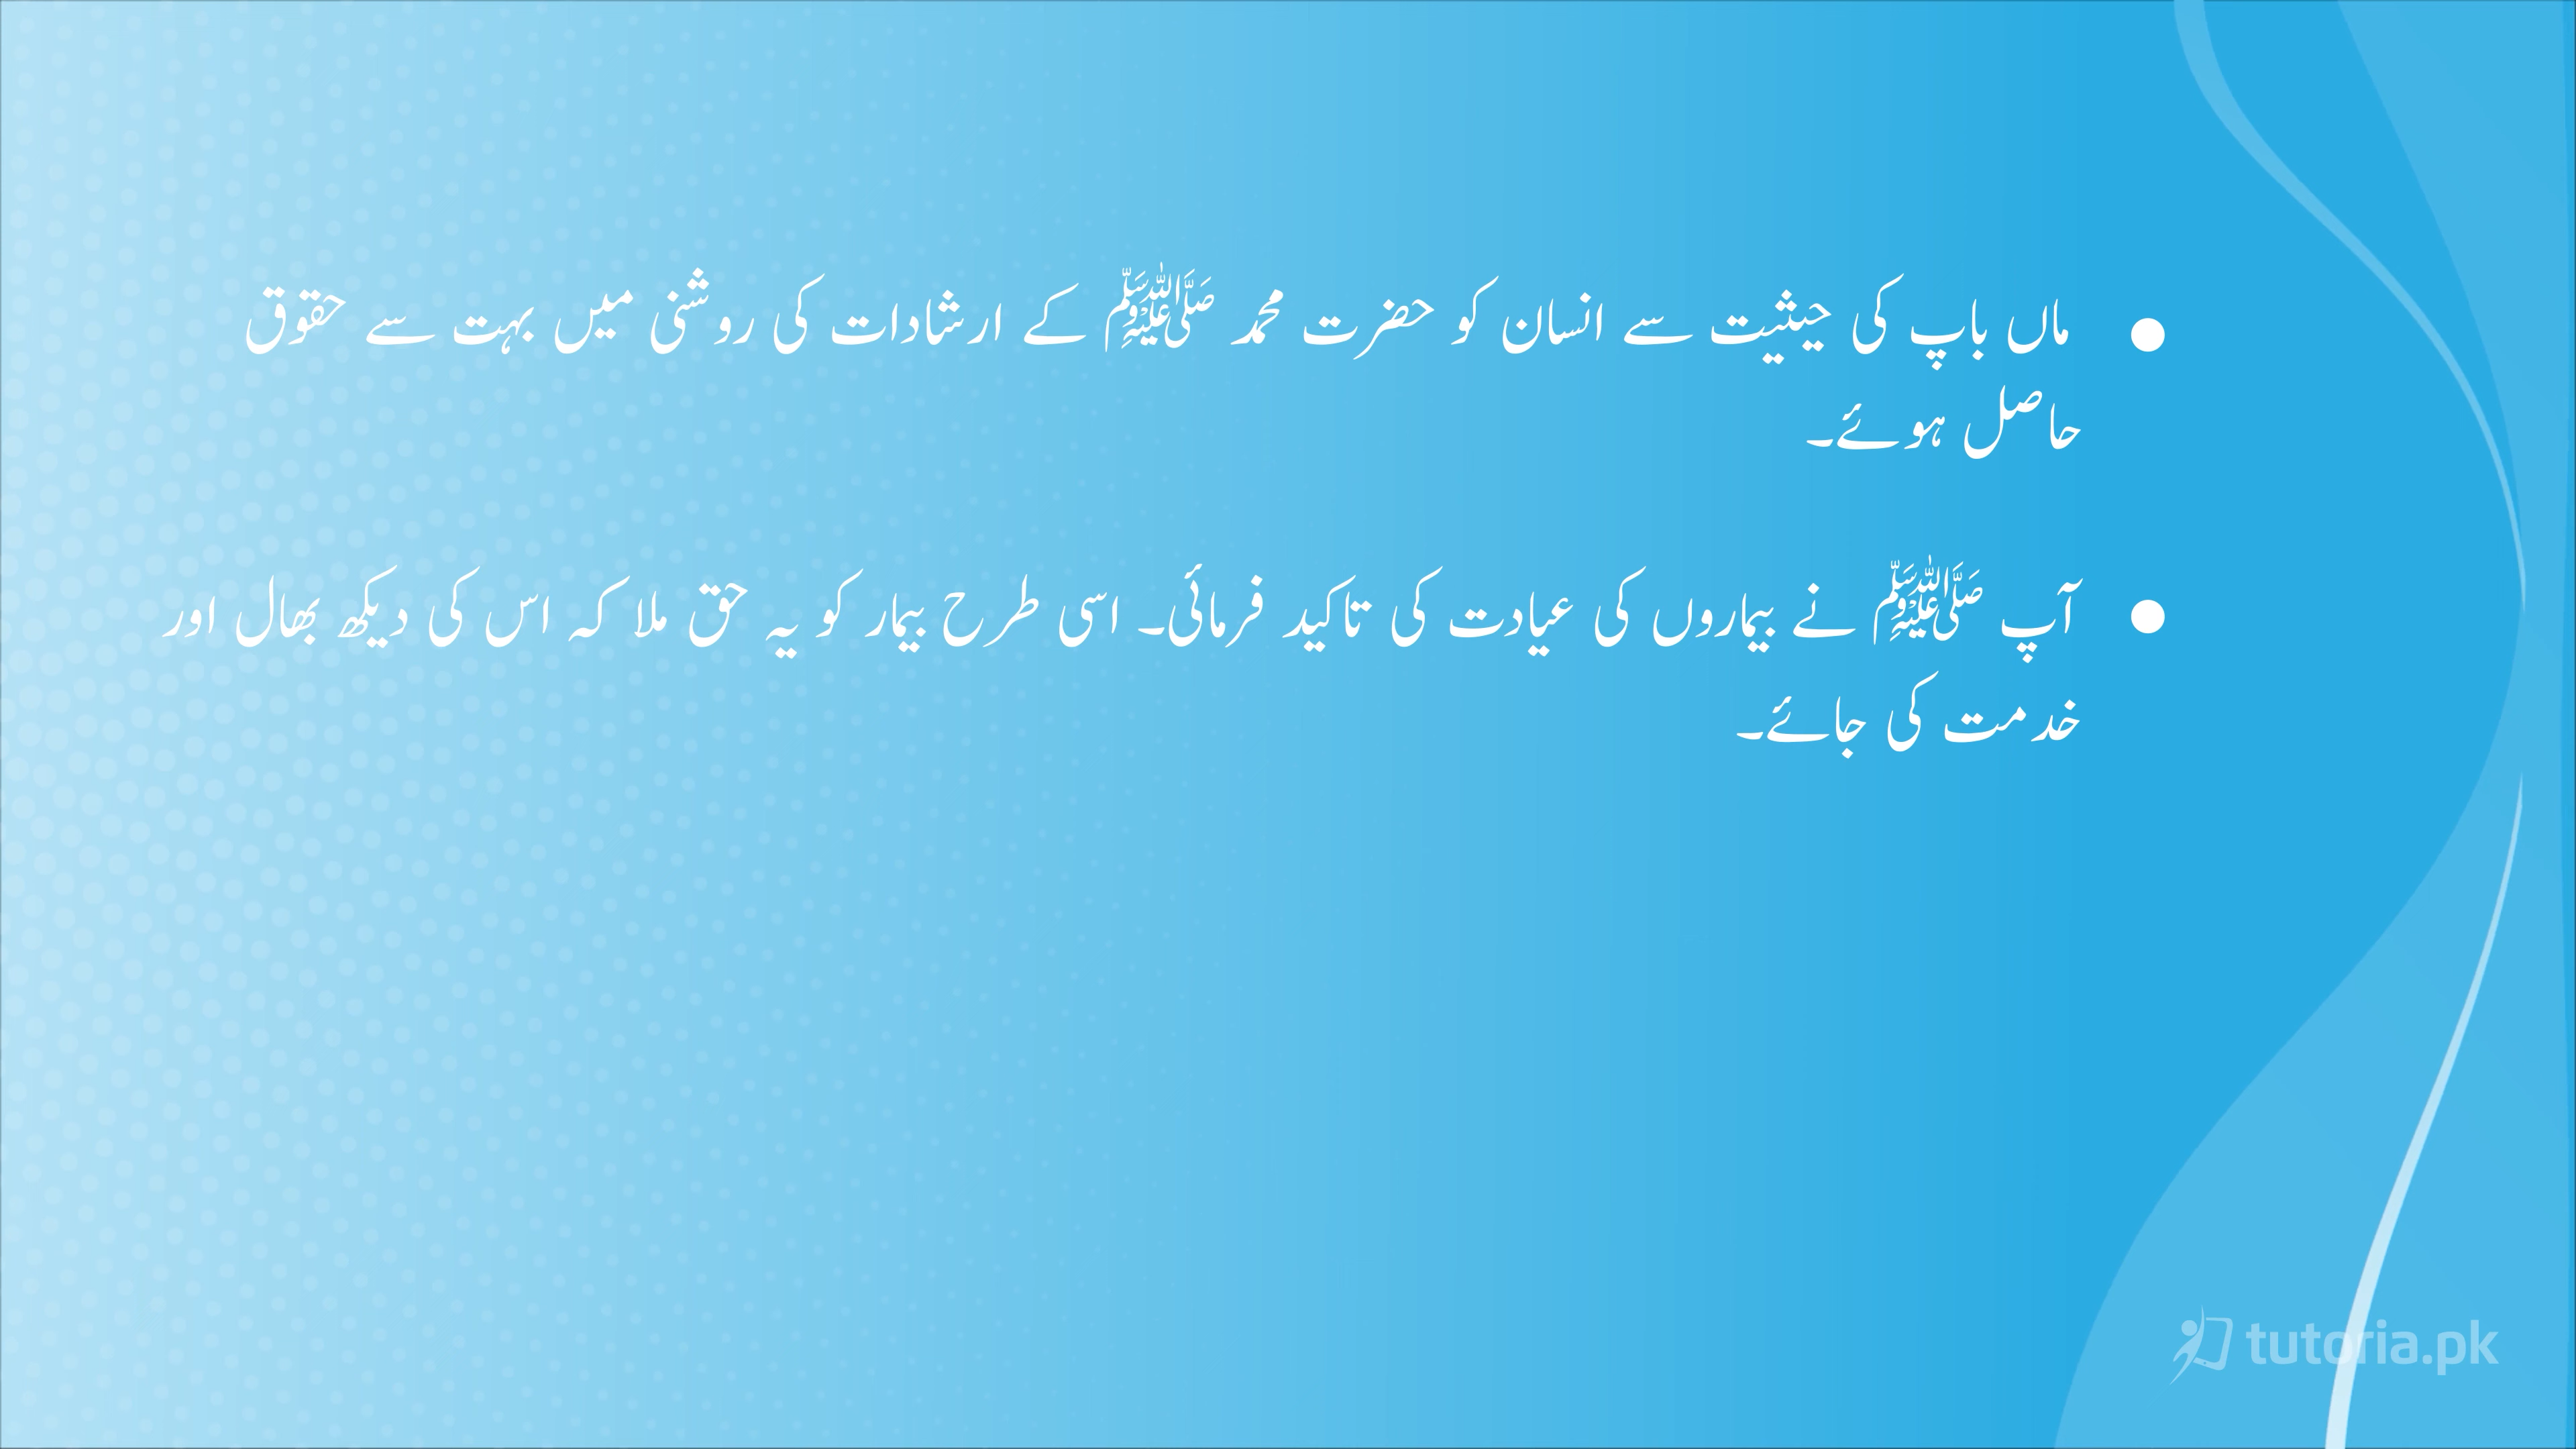 ● ماں باپ کی حیثیت سے انسان کو حضرت محمد ﷺ کے ارشادات کی روشنی میں بہت سے حقوق
حاصل ہوئے۔
● آپ ﷺ نے بیماروں کی عیادت کی تاکید فرمائی۔ اسی طرح بیمار کو یہ حق ملا کہ اس کی دیکھ بھال اور
خدمت کی جائے۔
tutoria.pk